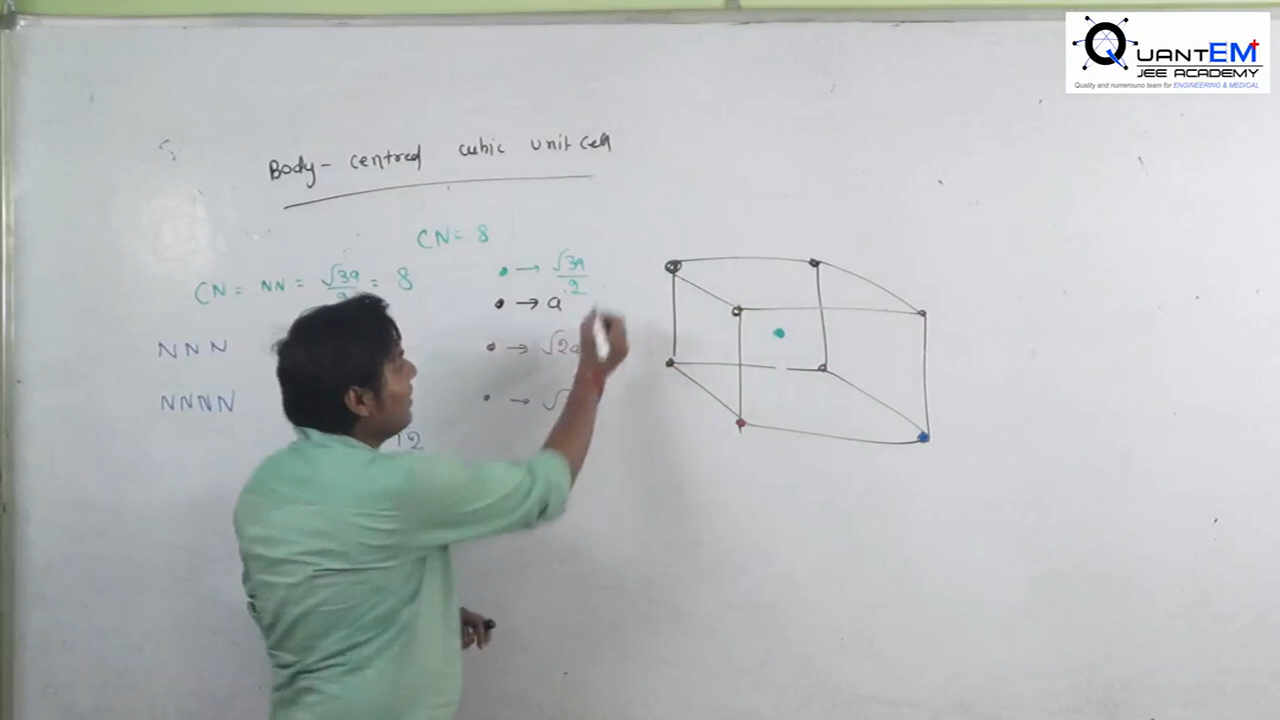 QUANTEM+
JEE ACADEMY
Quality and numerouno team for ENGINEERING & MEDICAL
Body - centred cubic unit cell
CN = 8
CN = NN = √3a = 8
• → √3a/2
• → a
NNN
• → √2a
NNNN
• → √
12